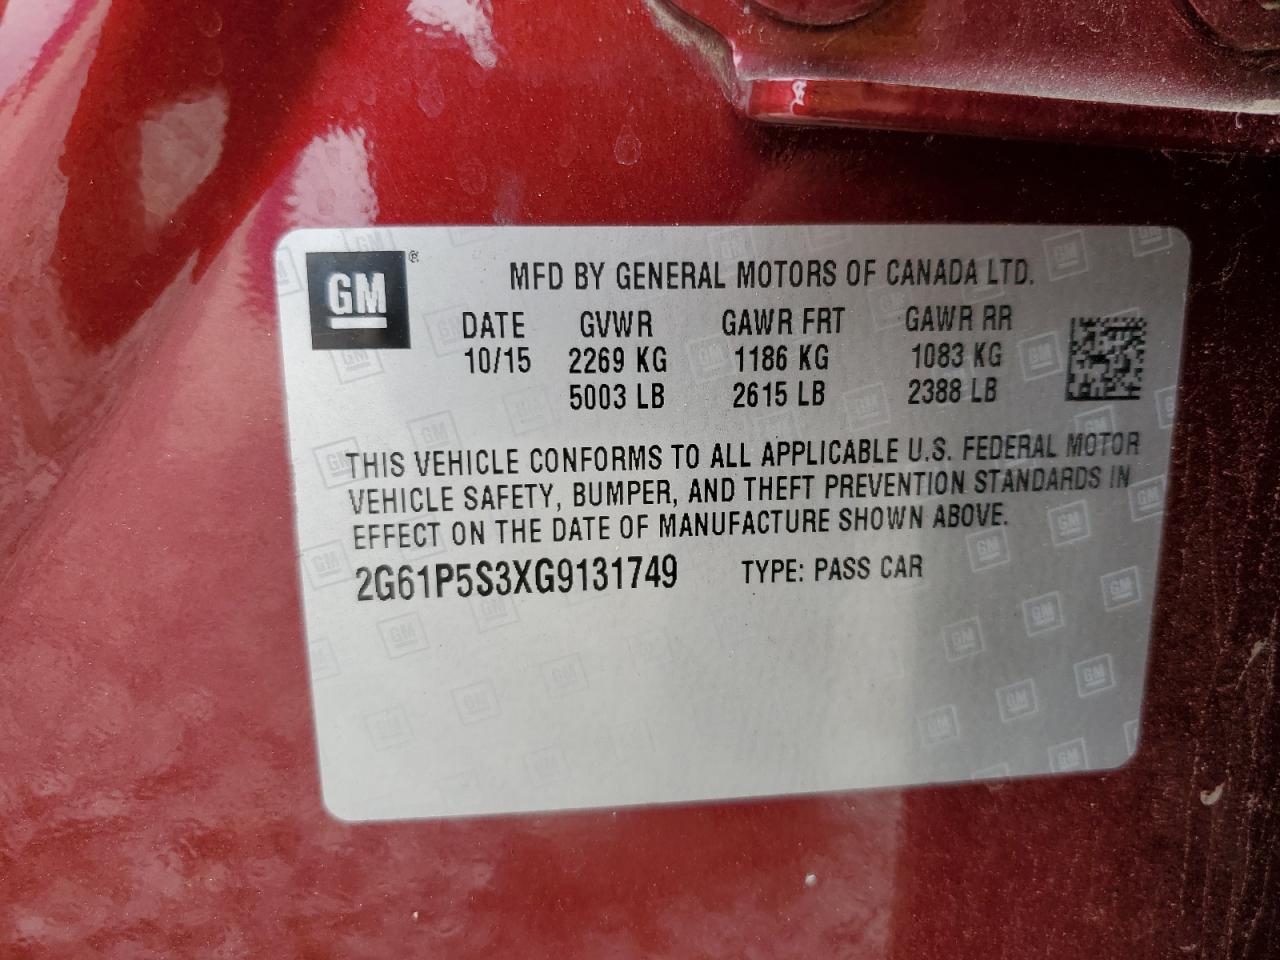 GM®
MFD BY GENERAL MOTORS OF CANADA LTD.
DATE GVWR GAWR FRT GAWR RR
10/15 2269 KG 1186 KG 1083 KG
5003 LB 2615 LB 2388 LB
THIS VEHICLE CONFORMS TO ALL APPLICABLE U.S. FEDERAL MOTOR
VEHICLE SAFETY, BUMPER, AND THEFT PREVENTION STANDARDS IN
EFFECT ON THE DATE OF MANUFACTURE SHOWN ABOVE.
2G61P5S3XG9131749 TYPE: PASS CAR